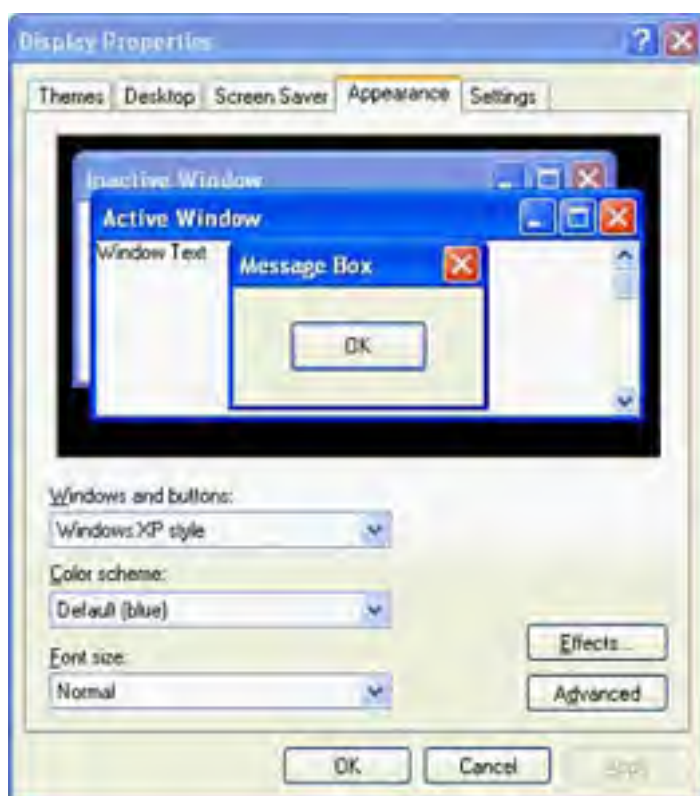 Display Properties
Themes Desktop Screen Saver Appearance Settings
Inactive Window
Active Window
Window Text
Message Box
OK
Windows and buttons:
Windows XP style
Color scheme:
Default (blue)
Font size:
Normal
Effects...
Advanced
OK Cancel Apply